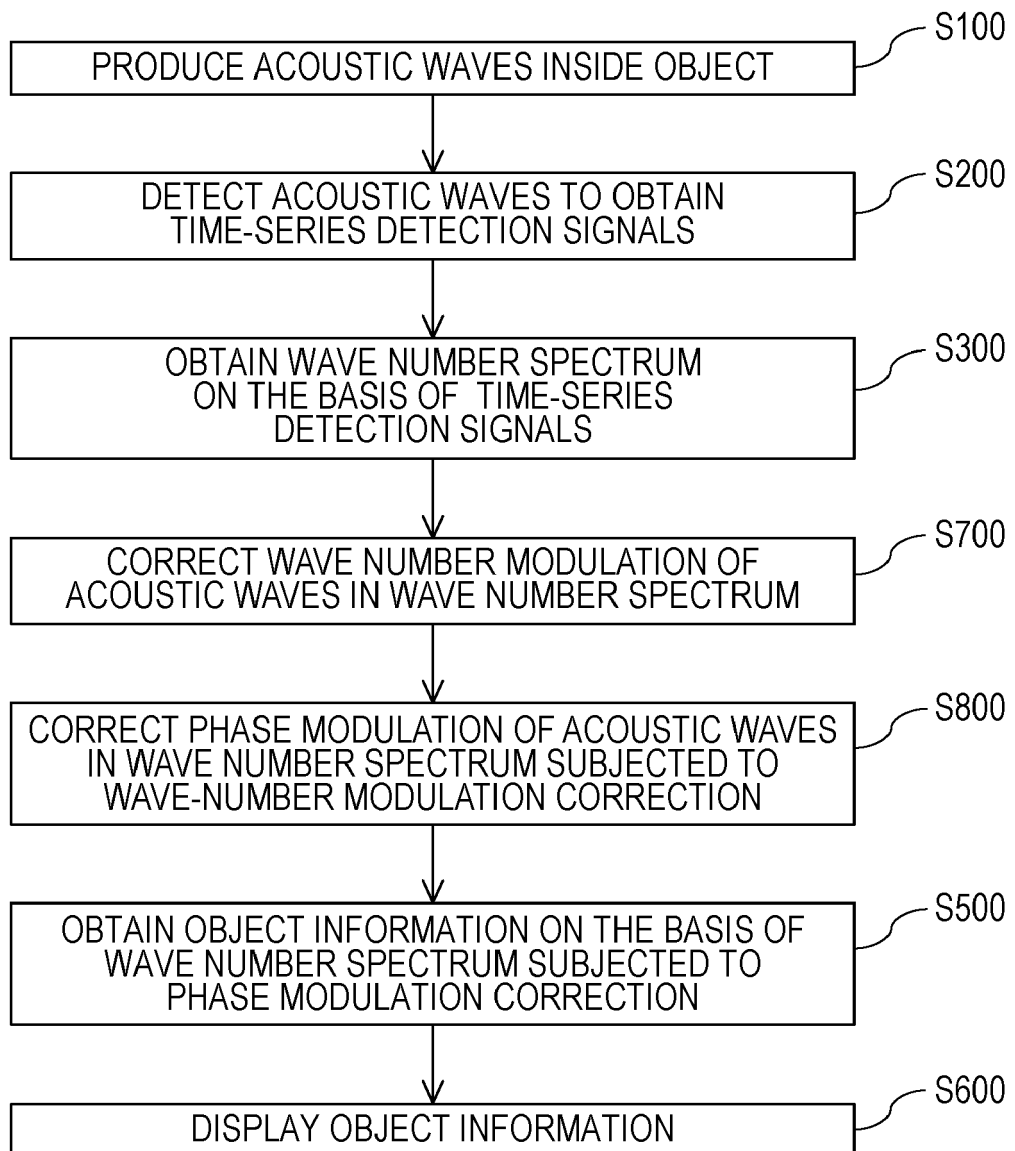 S100
PRODUCE ACOUSTIC WAVES INSIDE OBJECT
S200
DETECT ACOUSTIC WAVES TO OBTAIN
TIME-SERIES DETECTION SIGNALS
S300
OBTAIN WAVE NUMBER SPECTRUM
ON THE BASIS OF TIME-SERIES
DETECTION SIGNALS
S700
CORRECT WAVE NUMBER MODULATION OF
ACOUSTIC WAVES IN WAVE NUMBER SPECTRUM
S800
CORRECT PHASE MODULATION OF ACOUSTIC WAVES
IN WAVE NUMBER SPECTRUM SUBJECTED TO
WAVE-NUMBER MODULATION CORRECTION
S500
OBTAIN OBJECT INFORMATION ON THE BASIS OF
WAVE NUMBER SPECTRUM SUBJECTED TO
PHASE MODULATION CORRECTION
S600
DISPLAY OBJECT INFORMATION